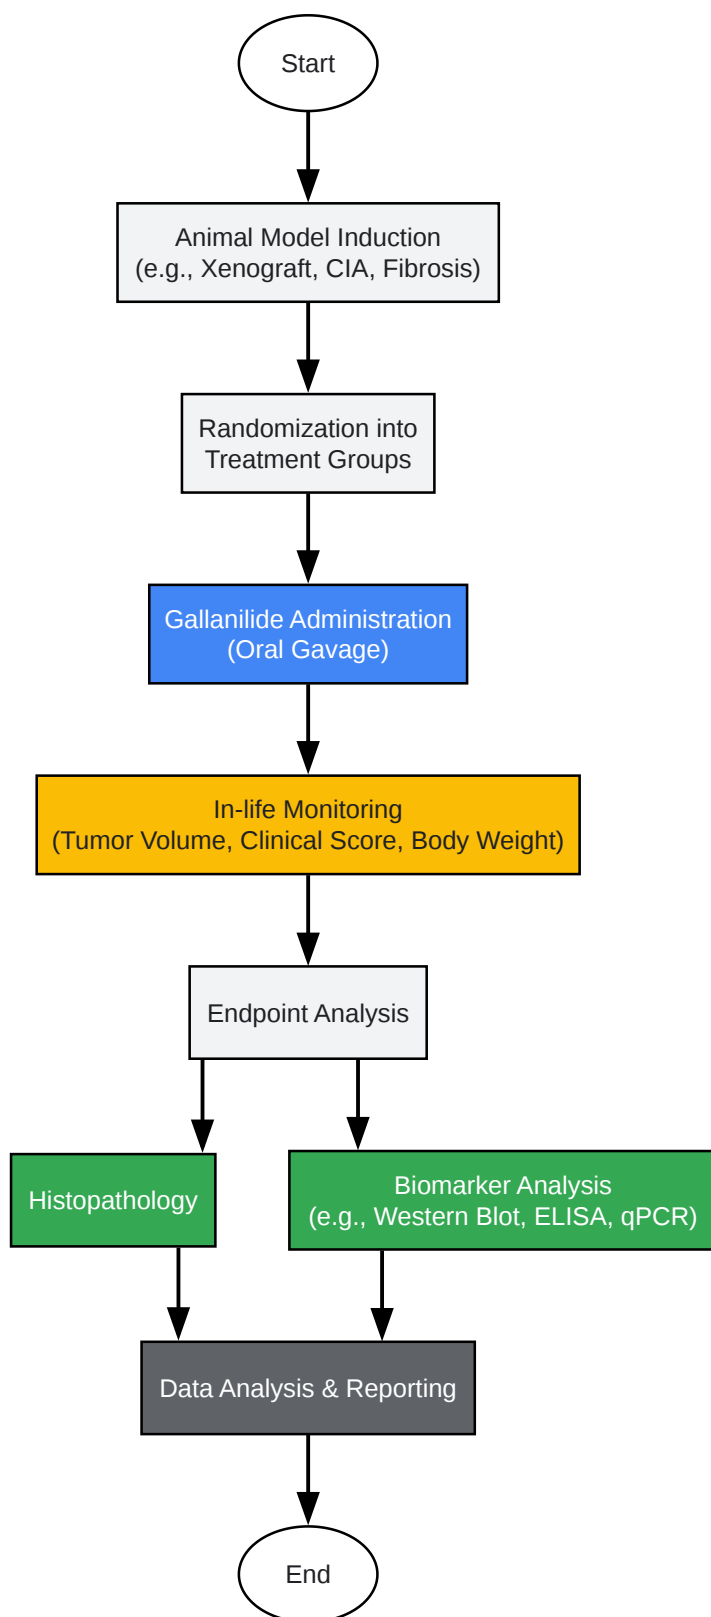 Start
Animal Model Induction
(e.g., Xenograft, CIA, Fibrosis)
Randomization into
Treatment Groups
Gallanilide Administration
(Oral Gavage)
In-life Monitoring
(Tumor Volume, Clinical Score, Body Weight)
Endpoint Analysis
Histopathology
Biomarker Analysis
(e.g., Western Blot, ELISA, qPCR)
Data Analysis & Reporting
End